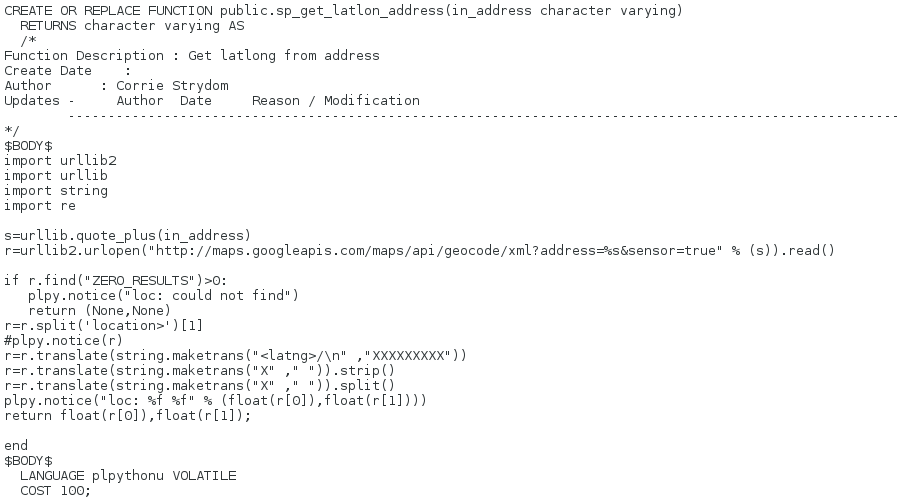 CREATE OR REPLACE FUNCTION public.sp_get_latlon_address(in_address character varying)
  RETURNS character varying AS
  /*
Function Description : Get latlong from address
Create Date    :
Author      : Corrie Strydom
Updates -     Author  Date     Reason / Modification
        --------------------------------------------------------------------------------------------------------
*/
$BODY$
import urllib2
import urllib
import string
import re

s=urllib.quote_plus(in_address)
r=urllib2.urlopen("http://maps.googleapis.com/maps/api/geocode/xml?address=%s&sensor=true" % (s)).read()

if r.find("ZERO_RESULTS")>0:
   plpy.notice("loc: could not find")
   return (None,None)
r=r.split('location>')[1]
#plpy.notice(r)
r=r.translate(string.maketrans("<latng>/\n" ,"XXXXXXXXX"))
r=r.translate(string.maketrans("X" ," ")).strip()
r=r.translate(string.maketrans("X" ," ")).split()
plpy.notice("loc: %f %f" % (float(r[0]),float(r[1])))
return float(r[0]),float(r[1]);

end
$BODY$
  LANGUAGE plpythonu VOLATILE
  COST 100;